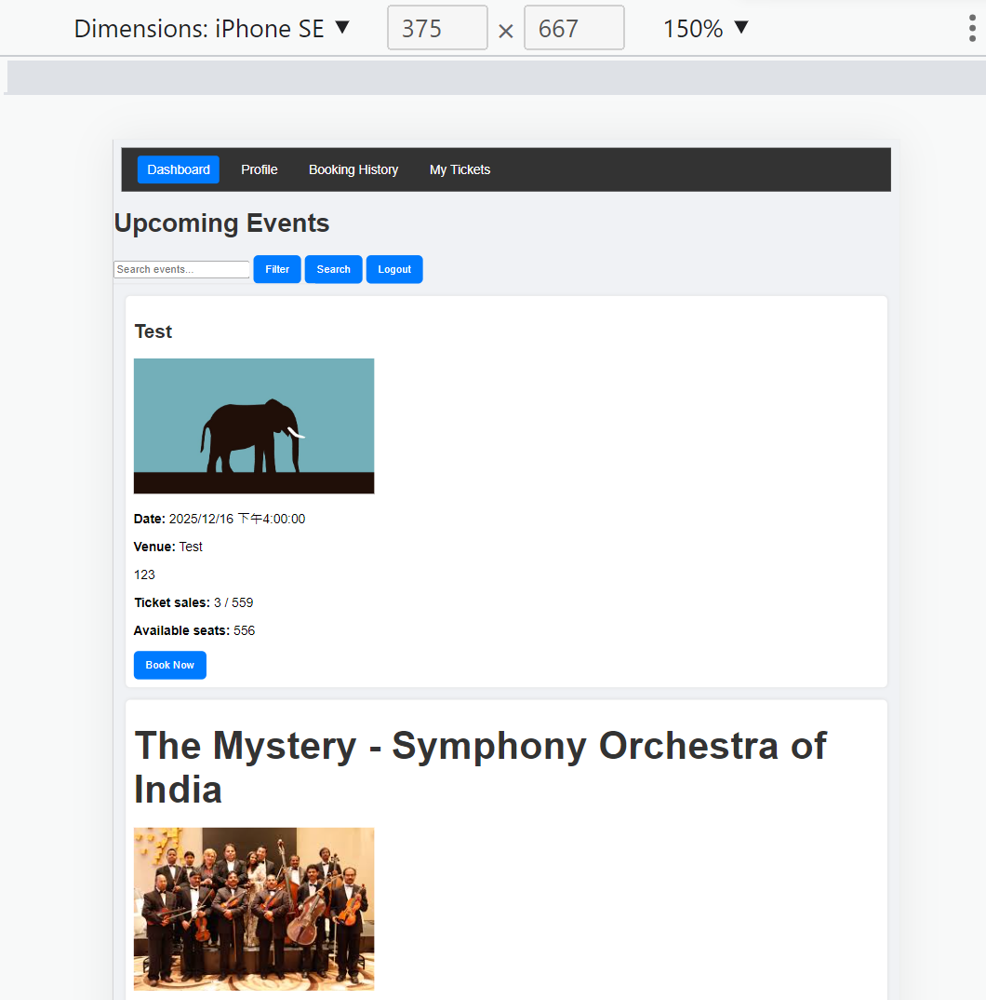 Dimensions: iPhone SE ▼ 375 × 667 150% ▼
Dashboard Profile Booking History My Tickets
Upcoming Events
Search events... Filter Search Logout
Test
Date: 2025/12/16 下午4:00:00
Venue: Test
123
Ticket sales: 3 / 559
Available seats: 556
Book Now
The Mystery - Symphony Orchestra of
India